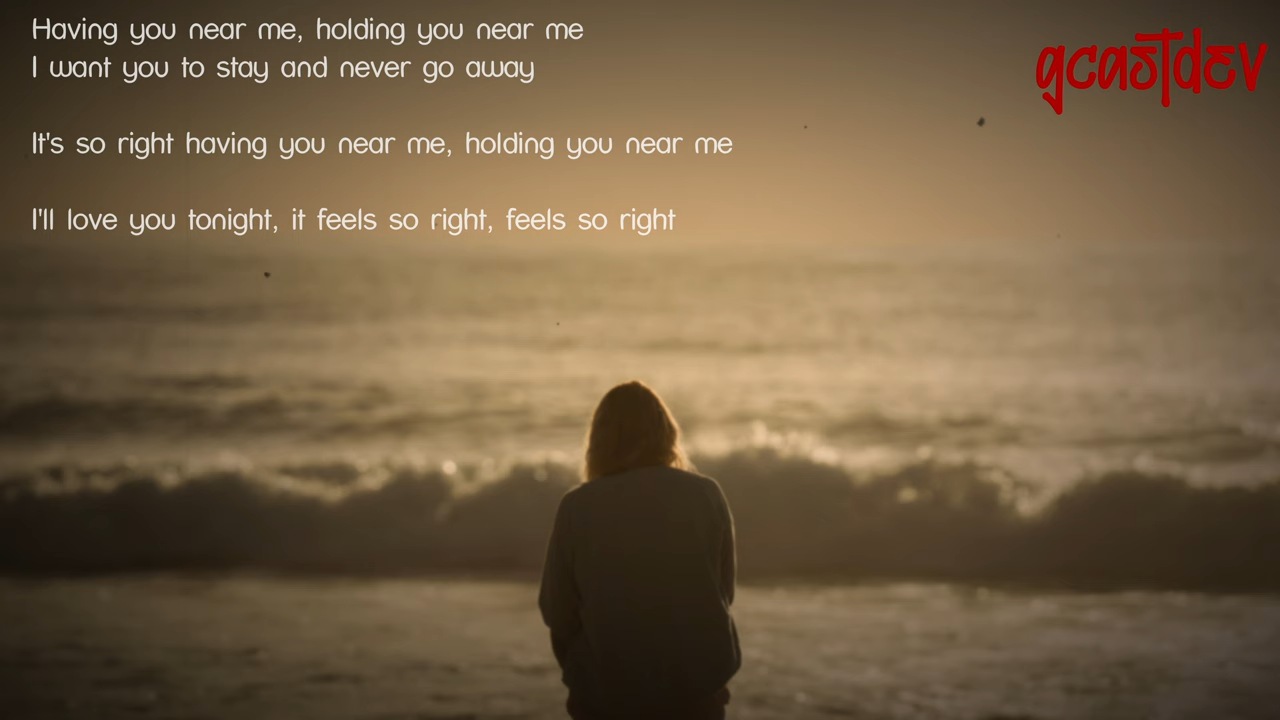 Having you near me, holding you near me
I want you to stay and never go away
It's so right having you near me, holding you near me
I'll love you tonight, it feels so right, feels so right
gcastdev